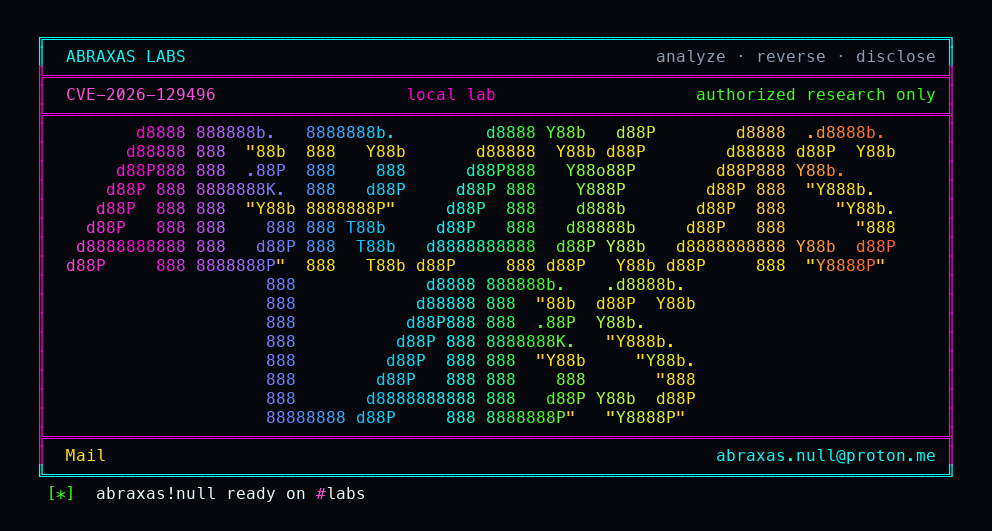 ABRAXAS LABS analyze · reverse · disclose
CVE–2026–129496 local lab authorized research only
ABRAXAS
LABS
Mail abraxas.null@proton.me
[*] abraxas!null ready on #labs